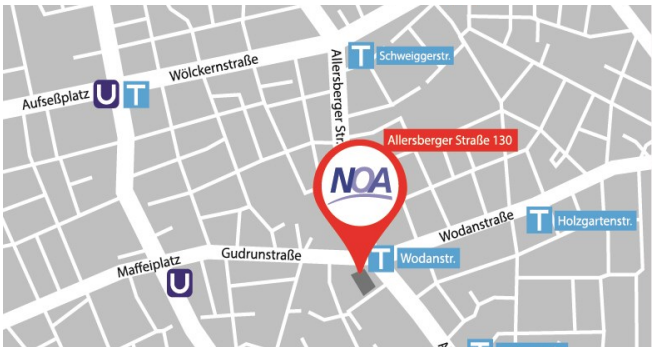 Schweiggerstr.
T
Wölckernstraße
Allersberger Str.
Aufseßplatz
U
T
Allersberger Straße 130
NOA
Wodanstraße
T
Holzgartenstr.
Gudrunstraße
T
Wodanstr.
Maffeiplatz
U
T